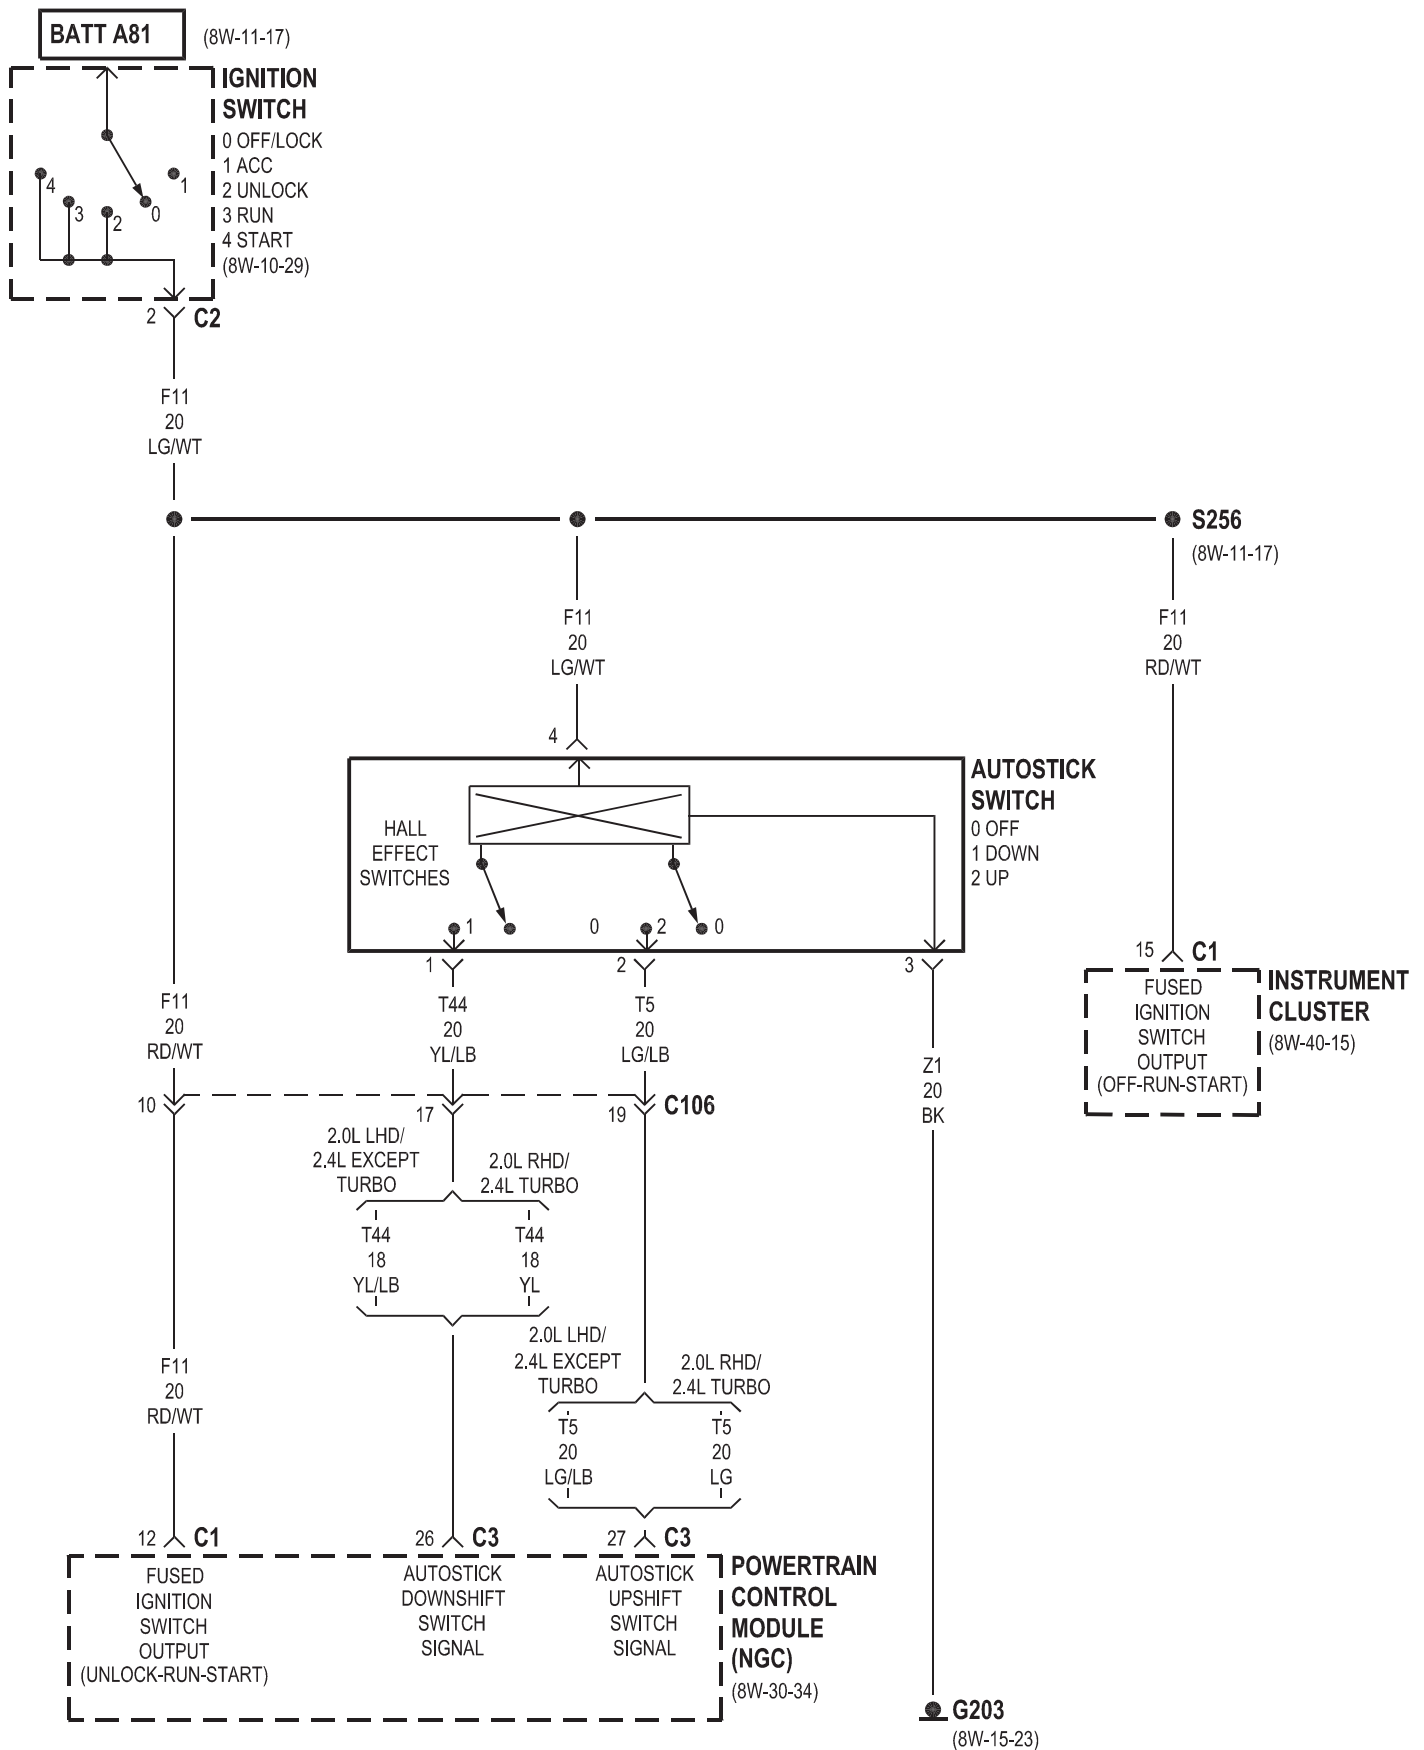 BATT A81
(8W-11-17)
IGNITION
SWITCH
0 OFF/LOCK
1 ACC
2 UNLOCK
3 RUN
4 START
(8W-10-29)
4
3
2
0
1
2
C2
F11
20
LG/WT
S256
(8W-11-17)
F11
20
LG/WT
F11
20
RD/WT
4
AUTOSTICK
SWITCH
0 OFF
1 DOWN
2 UP
HALL
EFFECT
SWITCHES
1
0
2
0
1
2
3
15
C1
INSTRUMENT
CLUSTER
(8W-40-15)
FUSED
IGNITION
SWITCH
OUTPUT
(OFF-RUN-START)
F11
20
RD/WT
T44
20
YL/LB
T5
20
LG/LB
Z1
20
BK
10
17
19
C106
2.0L LHD/
2.4L EXCEPT
TURBO
2.0L RHD/
2.4L TURBO
T44
18
YL/LB
T44
18
YL
2.0L LHD/
2.4L EXCEPT
TURBO
2.0L RHD/
2.4L TURBO
F11
20
RD/WT
T5
20
LG/LB
T5
20
LG
12
C1
26
C3
27
C3
FUSED
IGNITION
SWITCH
OUTPUT
(UNLOCK-RUN-START)
AUTOSTICK
DOWNSHIFT
SWITCH
SIGNAL
AUTOSTICK
UPSHIFT
SWITCH
SIGNAL
POWERTRAIN
CONTROL
MODULE
(NGC)
(8W-30-34)
G203
(8W-15-23)